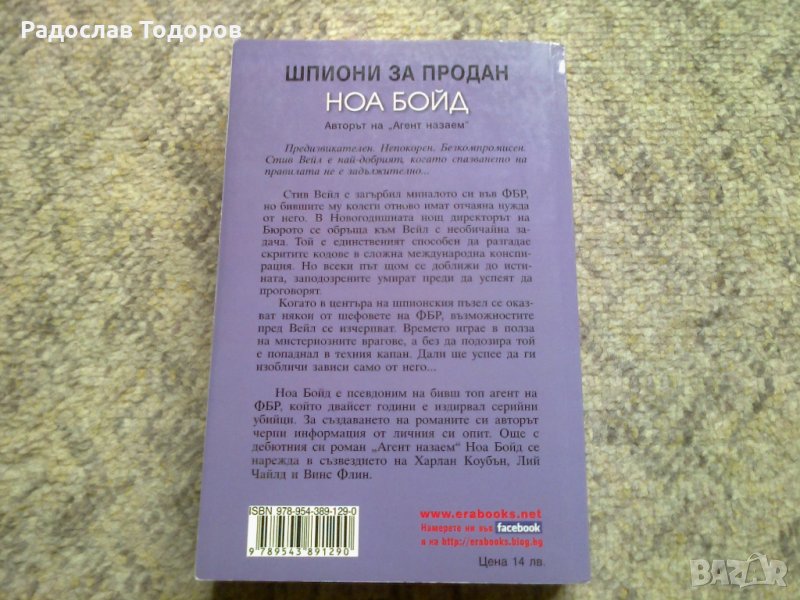 Радослав Тодоров
ШПИОНИ ЗА ПРОДАН
НОА БОЙД
Авторът на „Агент назаем“
Предизвикателен. Непокорен. Безкомпромисен.
Стив Вейл е най-добрият, когато спазването на
правилата не е задължително...
Стив Вейл е загърбил миналото си във ФБР,
но бившите му колеги отново имат отчаяна нужда
от него. В Новогодишната нощ директорът на
Бюрото се обръща към Вейл с необичайна за-
дача. Той е единственият способен да разгадае
скритите кодове в сложна международна конспи-
рация. Но всеки път щом се доближи до исти-
ната, заподозрените умират преди да успеят да
проговорят.
Когато в центъра на шпионския пъзел се оказ-
ват някои от шефовете на ФБР, възможностите
пред Вейл се изчерпват. Времето играе в полза
на мистериозните врагове, а без да подозира той
е попаднал в техния капан. Дали ще успее да ги
изобличи зависи само от него...
Ноа Бойд е псевдоним на бивш топ агент на
ФБР, който двайсет години е издирвал серийни
убийци. За създаването на романите си авторът
черпи информация от личния си опит. Още с
дебютния си роман „Агент назаем“ Ноа Бойд се
нарежда в съзвездието на Харлан Коубън, Лий
Чайлд и Винс Флин.
ISBN 978-954-389-129-0
9 789543 891290
www.erabooks.net
Намерете ни във facebook
и на http://erabooks.blog.bg
Цена 14 лв.
BAZAR